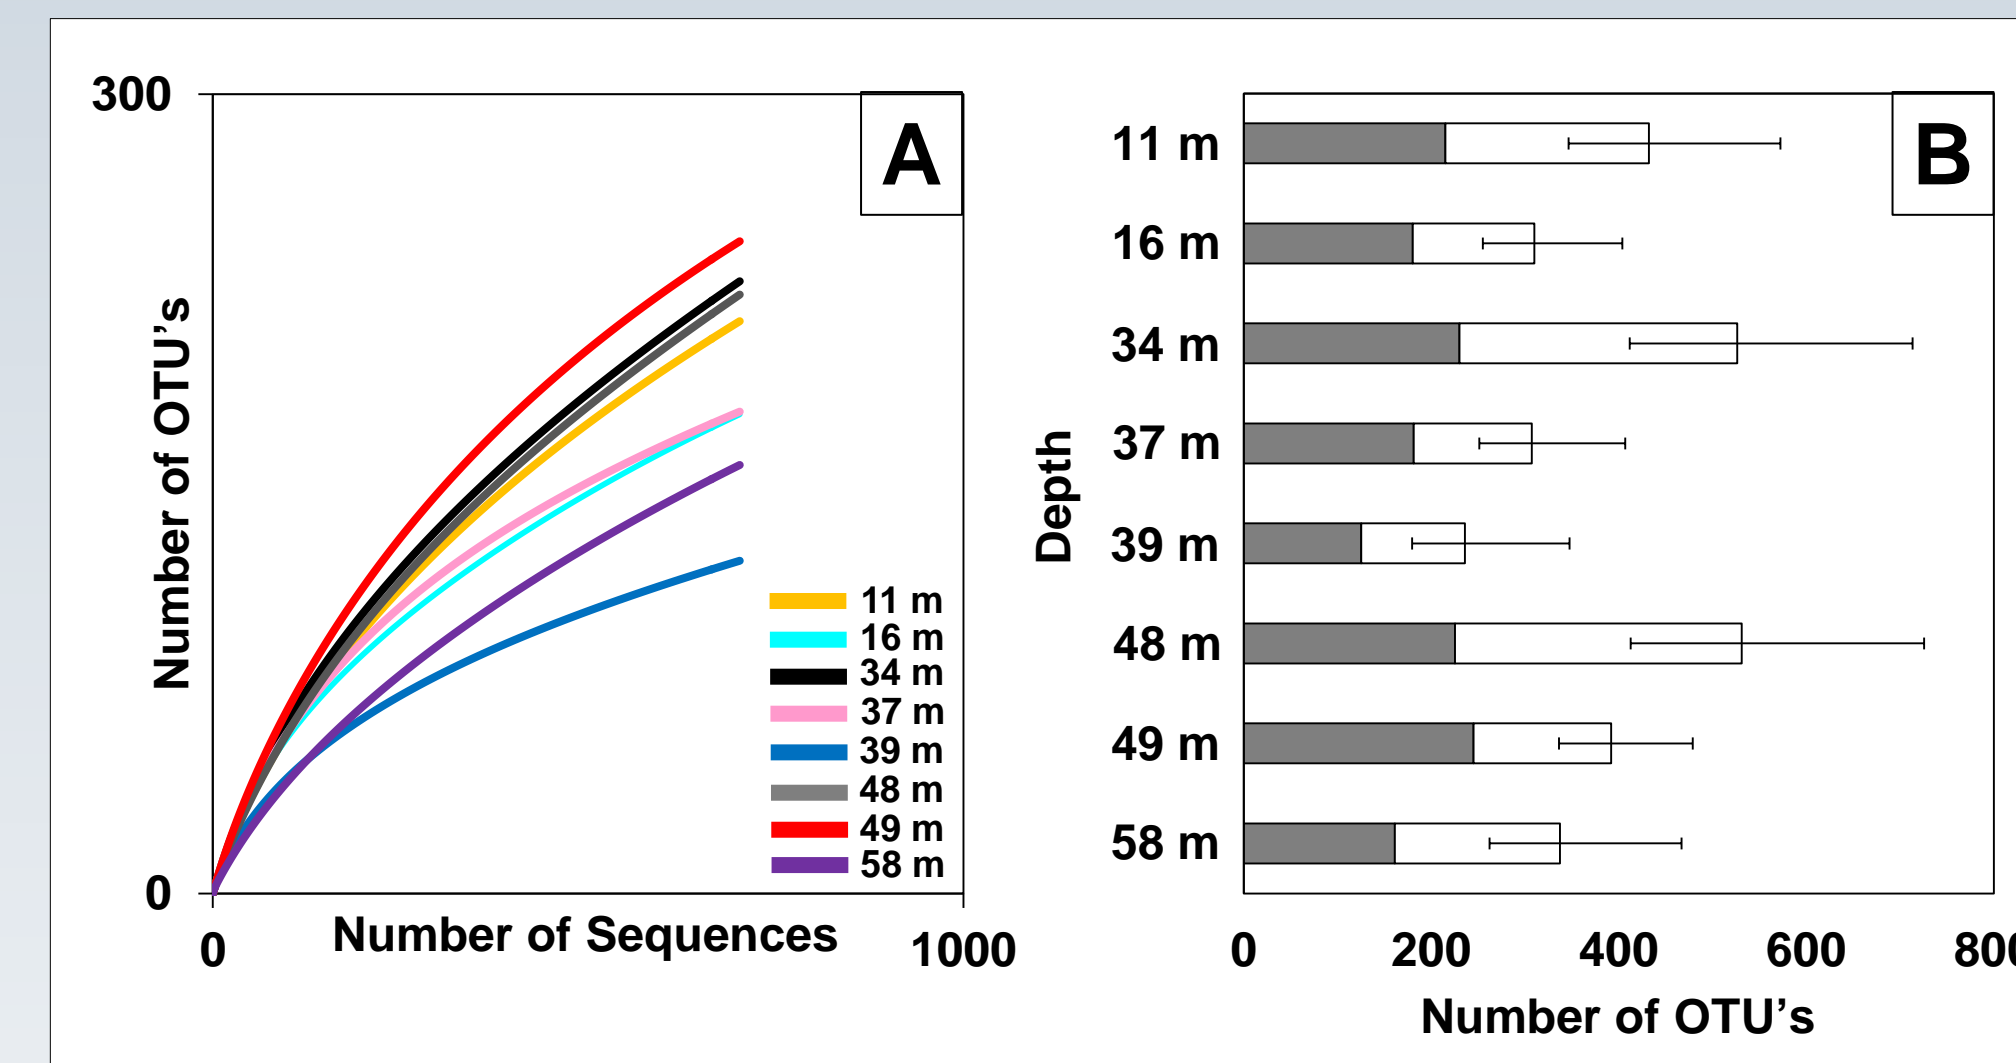 300
A
Number of OTU's
11 m
16 m
34 m
37 m
39 m
48 m
49 m
58 m
0
0
Number of Sequences
1000
B
Depth
11 m
16 m
34 m
37 m
39 m
48 m
49 m
58 m
0 200 400 600 80
Number of OTU’s